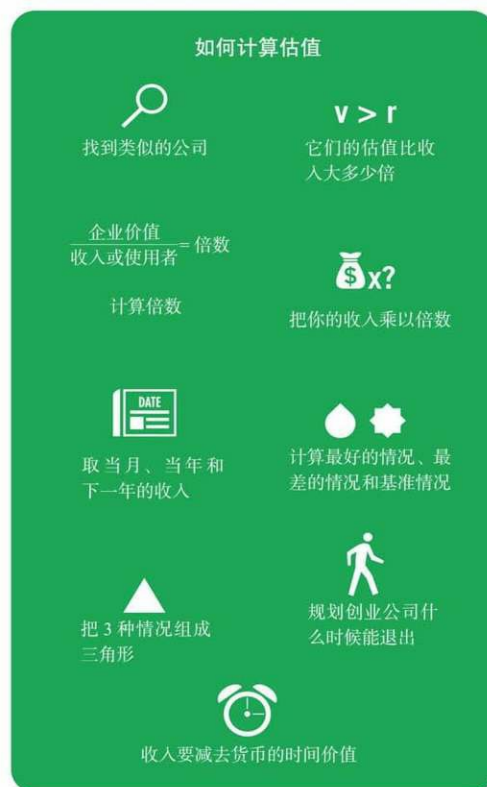 如何计算估值
找到类似的公司
v > r
它们的估值比收
入大多少倍
企业价值
收入或使用者
= 倍数
计算倍数
$x?
把你的收入乘以倍数
DATE
取当月、当年和
下一年的收入
计算最好的情况、最
差的情况和基准情况
把 3 种情况组成
三角形
规划创业公司什
么时候能退出
收入要减去货币的时间价值